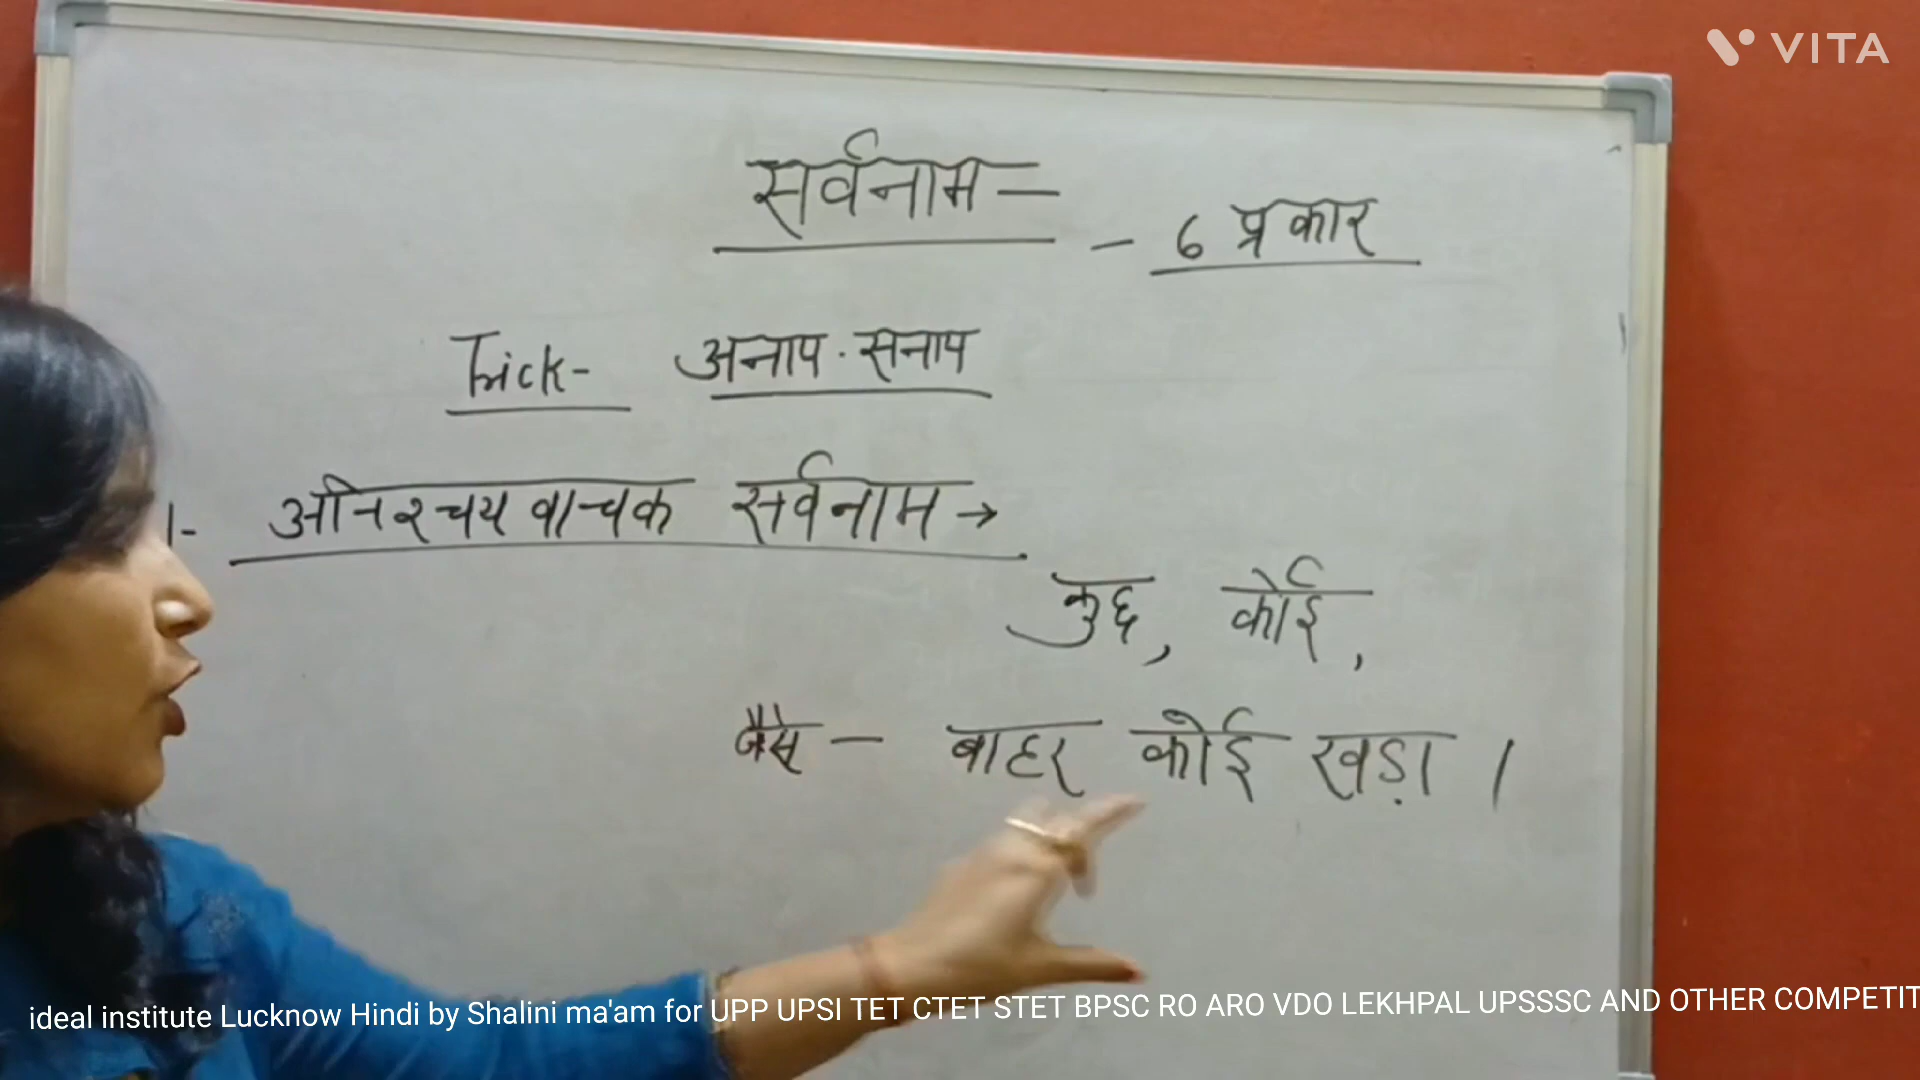 VITA
सर्वनाम —
- 6 प्रकार
Trick- अनाप . सनाप
1- अनिश्चय वाचक सर्वनाम →
कुछ, कोई,
जैसे — बाहर कोई खड़ा ।
ideal institute Lucknow Hindi by Shalini ma'am for UPP UPSI TET CTET STET BPSC RO ARO VDO LEKHPAL UPSSSC AND OTHER COMPETIT